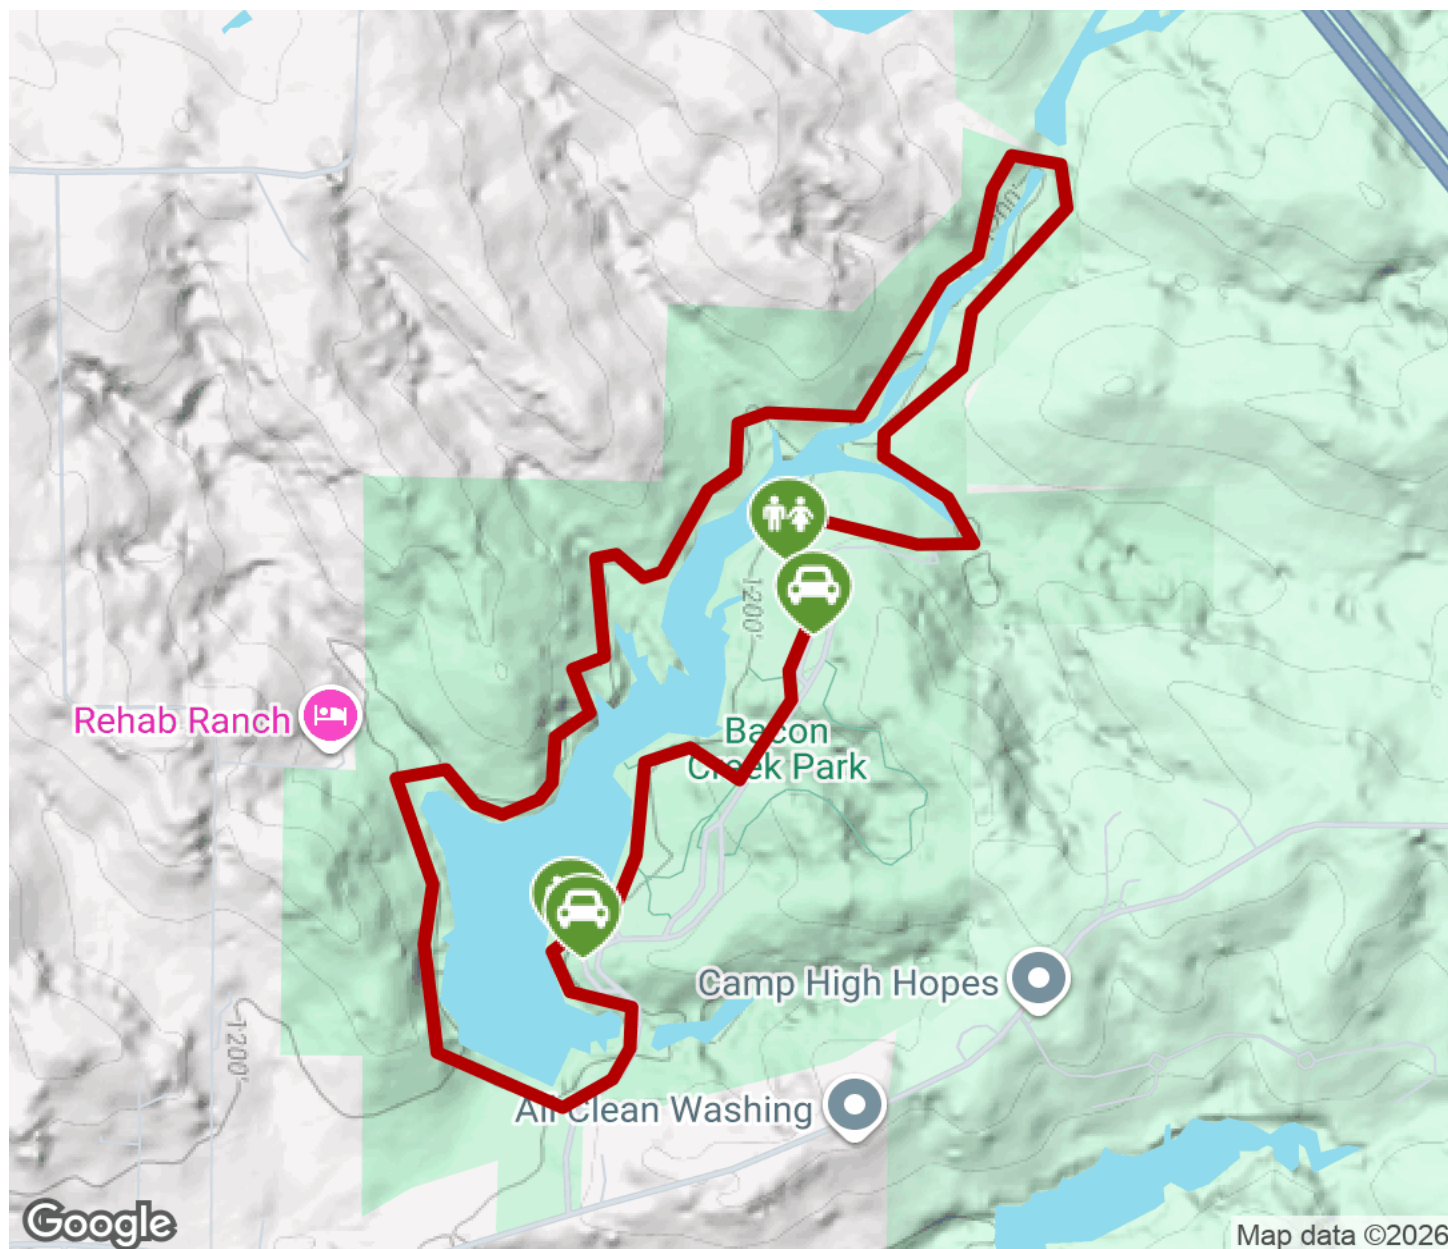 Rehab Ranch
1200'
Bacon
Creek Park
Camp High Hopes
1200'
All Clean Washing
Google
Map data ©2026